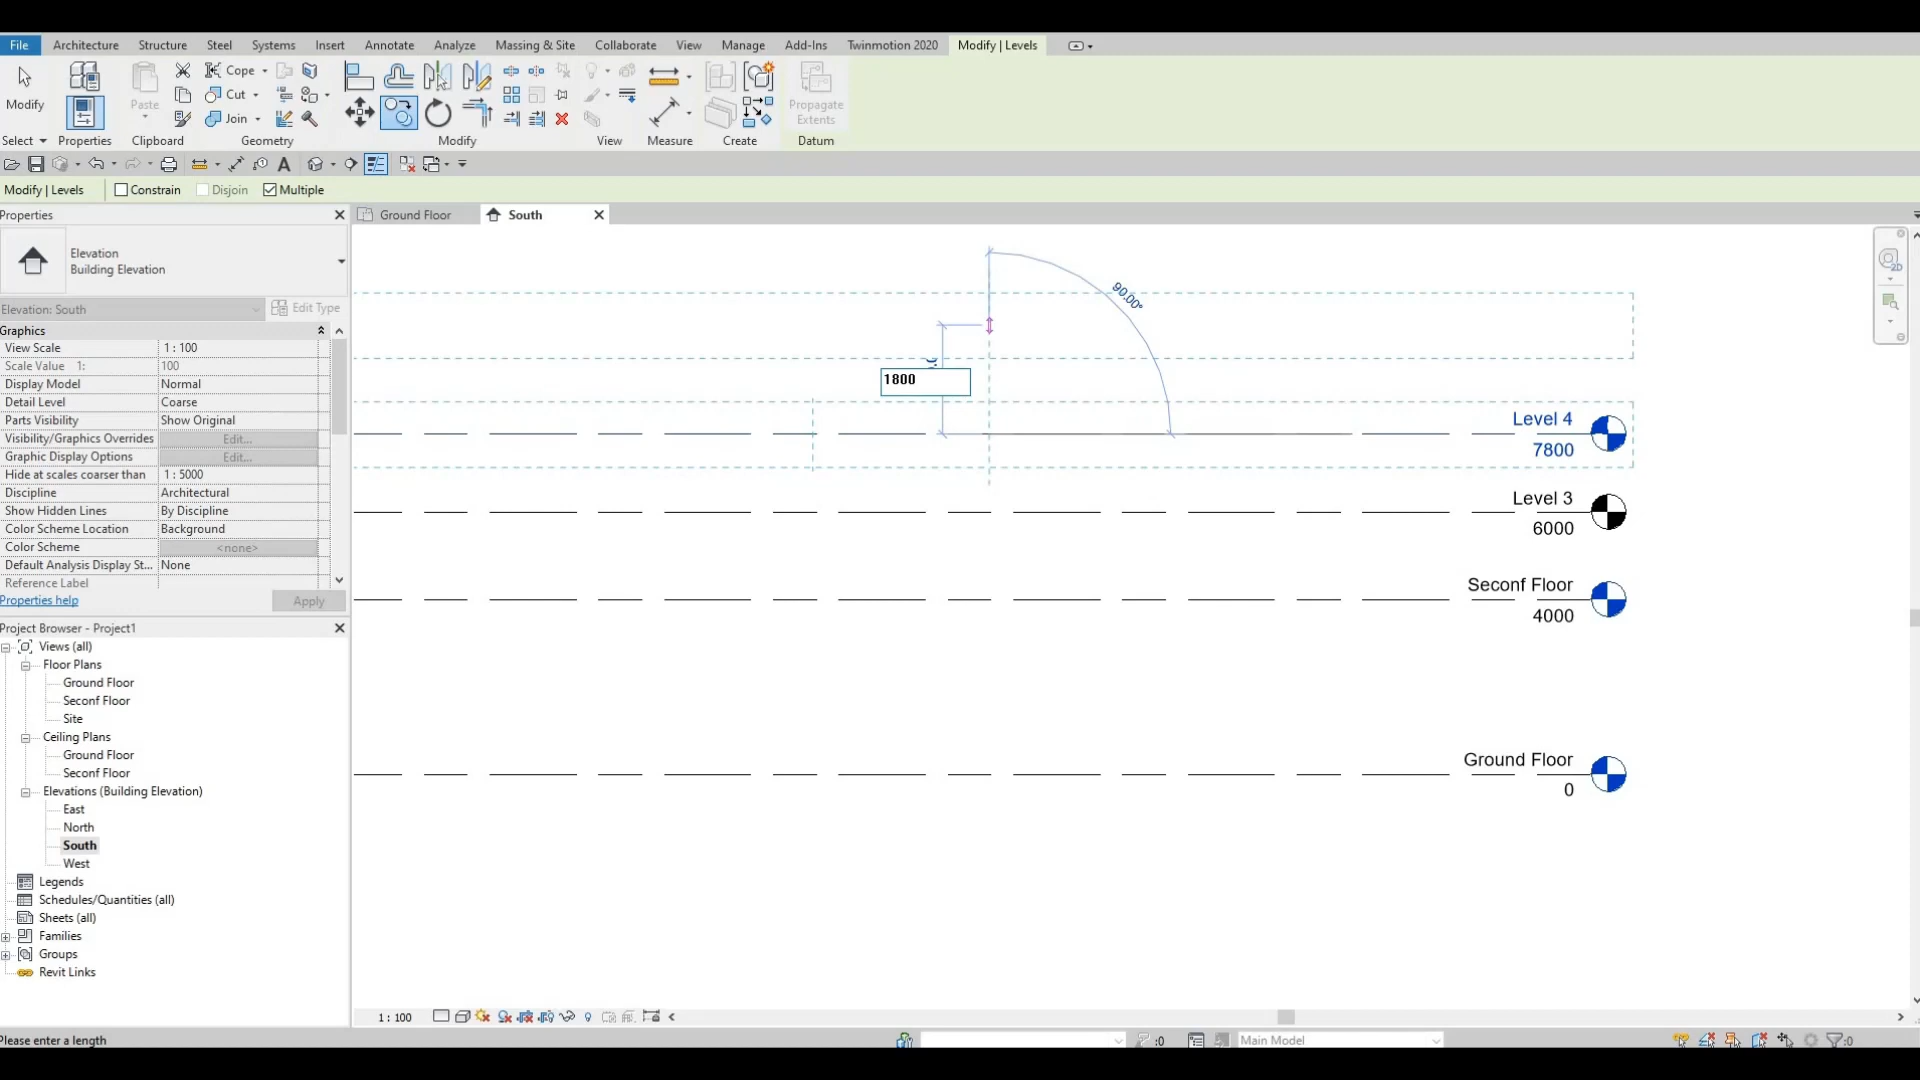 File Architecture Structure Steel Systems Insert Annotate Analyze Massing & Site Collaborate View Manage Add-Ins Twinmotion 2020 Modify | Levels
Modify
Select
Properties
Paste
Clipboard
Cope
Cut
Join
Geometry
Modify
View
Measure
Create
Propagate
Extents
Datum
Modify | Levels Constrain Disjoin Multiple
Properties
Ground Floor South
Elevation
Building Elevation
Elevation: South Edit Type
Graphics
View Scale 1 : 100
Scale Value 1: 100
Display Model Normal
Detail Level Coarse
Parts Visibility Show Original
Visibility/Graphics Overrides Edit...
Graphic Display Options Edit...
Hide at scales coarser than 1 : 5000
Discipline Architectural
Show Hidden Lines By Discipline
Color Scheme Location Background
Color Scheme <none>
Default Analysis Display St... None
Reference Label
Properties help Apply
Project Browser - Project1
Views (all)
Floor Plans
Ground Floor
Seconf Floor
Site
Ceiling Plans
Ground Floor
Seconf Floor
Elevations (Building Elevation)
East
North
South
West
Legends
Schedules/Quantities (all)
Sheets (all)
Families
Groups
Revit Links
90.00°
1800
Level 4
7800
Level 3
6000
Seconf Floor
4000
Ground Floor
0
2D
1 : 100
Please enter a length
:0
Main Model
:0